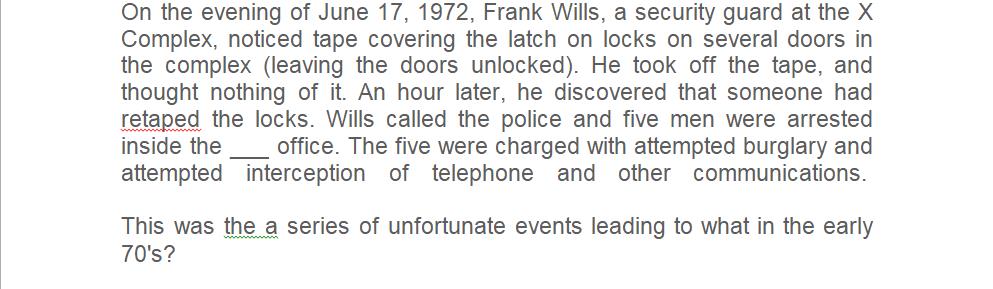 On the evening of June 17, 1972, Frank Wills, a security guard at the X
Complex, noticed tape covering the latch on locks on several doors in
the complex (leaving the doors unlocked). He took off the tape, and
thought nothing of it. An hour later, he discovered that someone had
retaped the locks. Wills called the police and five men were arrested
inside the ___ office. The five were charged with attempted burglary and
attempted interception of telephone and other communications.
This was the a series of unfortunate events leading to what in the early
70's?